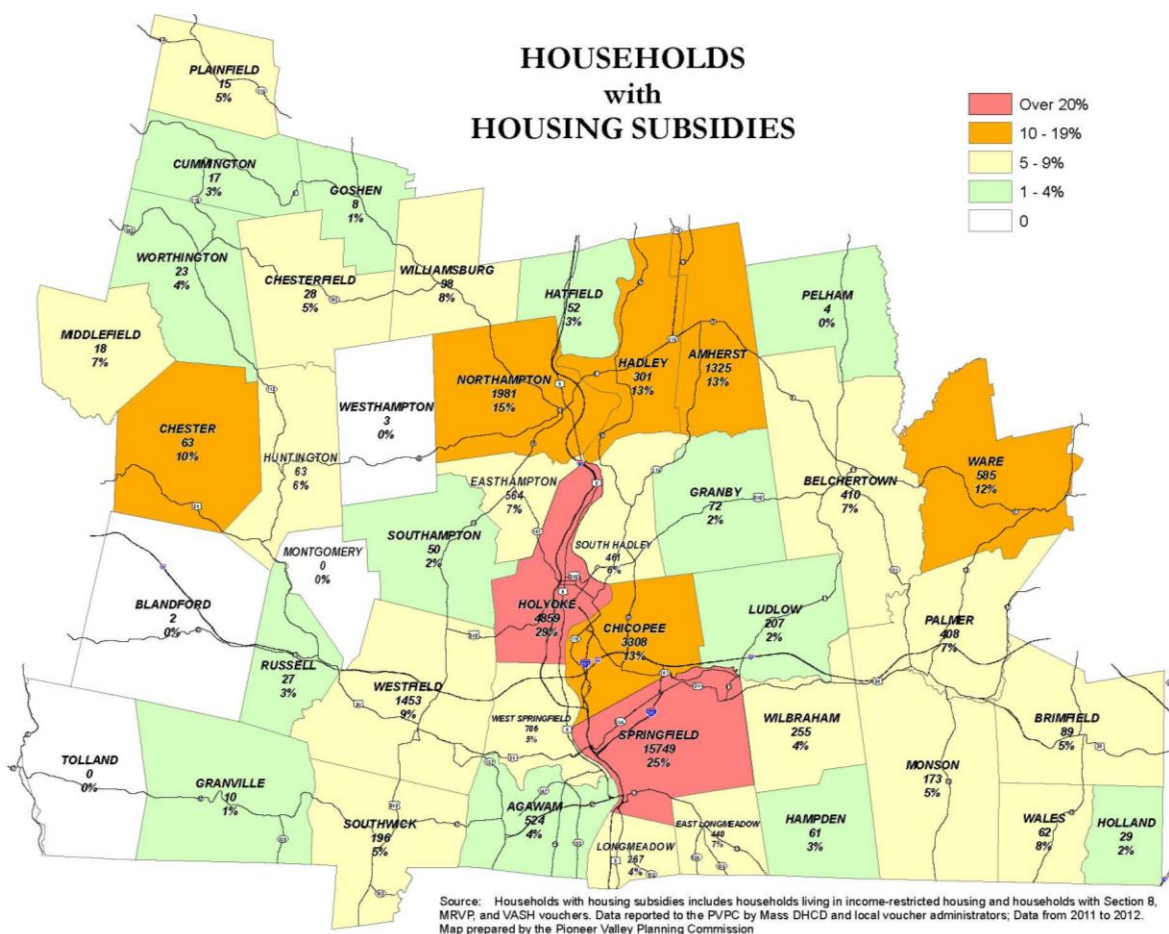 HOUSEHOLDS
with
HOUSING SUBSIDIES
Over 20%
10 - 19%
5 - 9%
1 - 4%
0
PLAINFIELD
15
5%
CUMMINGTON
17
3%
GOSHEN
8
1%
WORTHINGTON
23
4%
CHESTERFIELD
28
5%
WILLIAMSBURG
98
8%
HATFIELD
52
3%
PELHAM
4
0%
MIDDLEFIELD
18
7%
HADLEY
301
13%
AMHERST
1325
13%
NORTHAMPTON
1981
15%
WESTHAMPTON
3
0%
CHESTER
63
10%
HUNTINGTON
63
6%
WARE
585
12%
EASTHAMPTON
564
7%
GRANBY
72
2%
BELCHERTOWN
410
7%
SOUTHAMPTON
50
2%
SOUTH HADLEY
461
6%
MONTGOMERY
0
0%
BLANDFORD
2
0%
HOLYOKE
4859
29%
CHICOPEE
3308
13%
LUDLOW
207
2%
PALMER
408
7%
RUSSELL
27
3%
WESTFIELD
1453
9%
WEST SPRINGFIELD
706
5%
SPRINGFIELD
15749
25%
WILBRAHAM
255
4%
BRIMFIELD
89
5%
TOLLAND
0
0%
GRANVILLE
10
1%
MONSON
173
5%
SOUTHWICK
196
5%
AGAWAM
524
4%
LONGMEADOW
267
4%
EAST LONGMEADOW
440
7%
HAMPDEN
61
3%
WALES
62
8%
HOLLAND
29
2%
Source: Households with housing subsidies includes households living in income-restricted housing and households with Section 8,
MRVP, and VASH vouchers. Data reported to the PVPC by Mass DHCD and local voucher administrators; Data from 2011 to 2012.
Map prepared by the Pioneer Valley Planning Commission